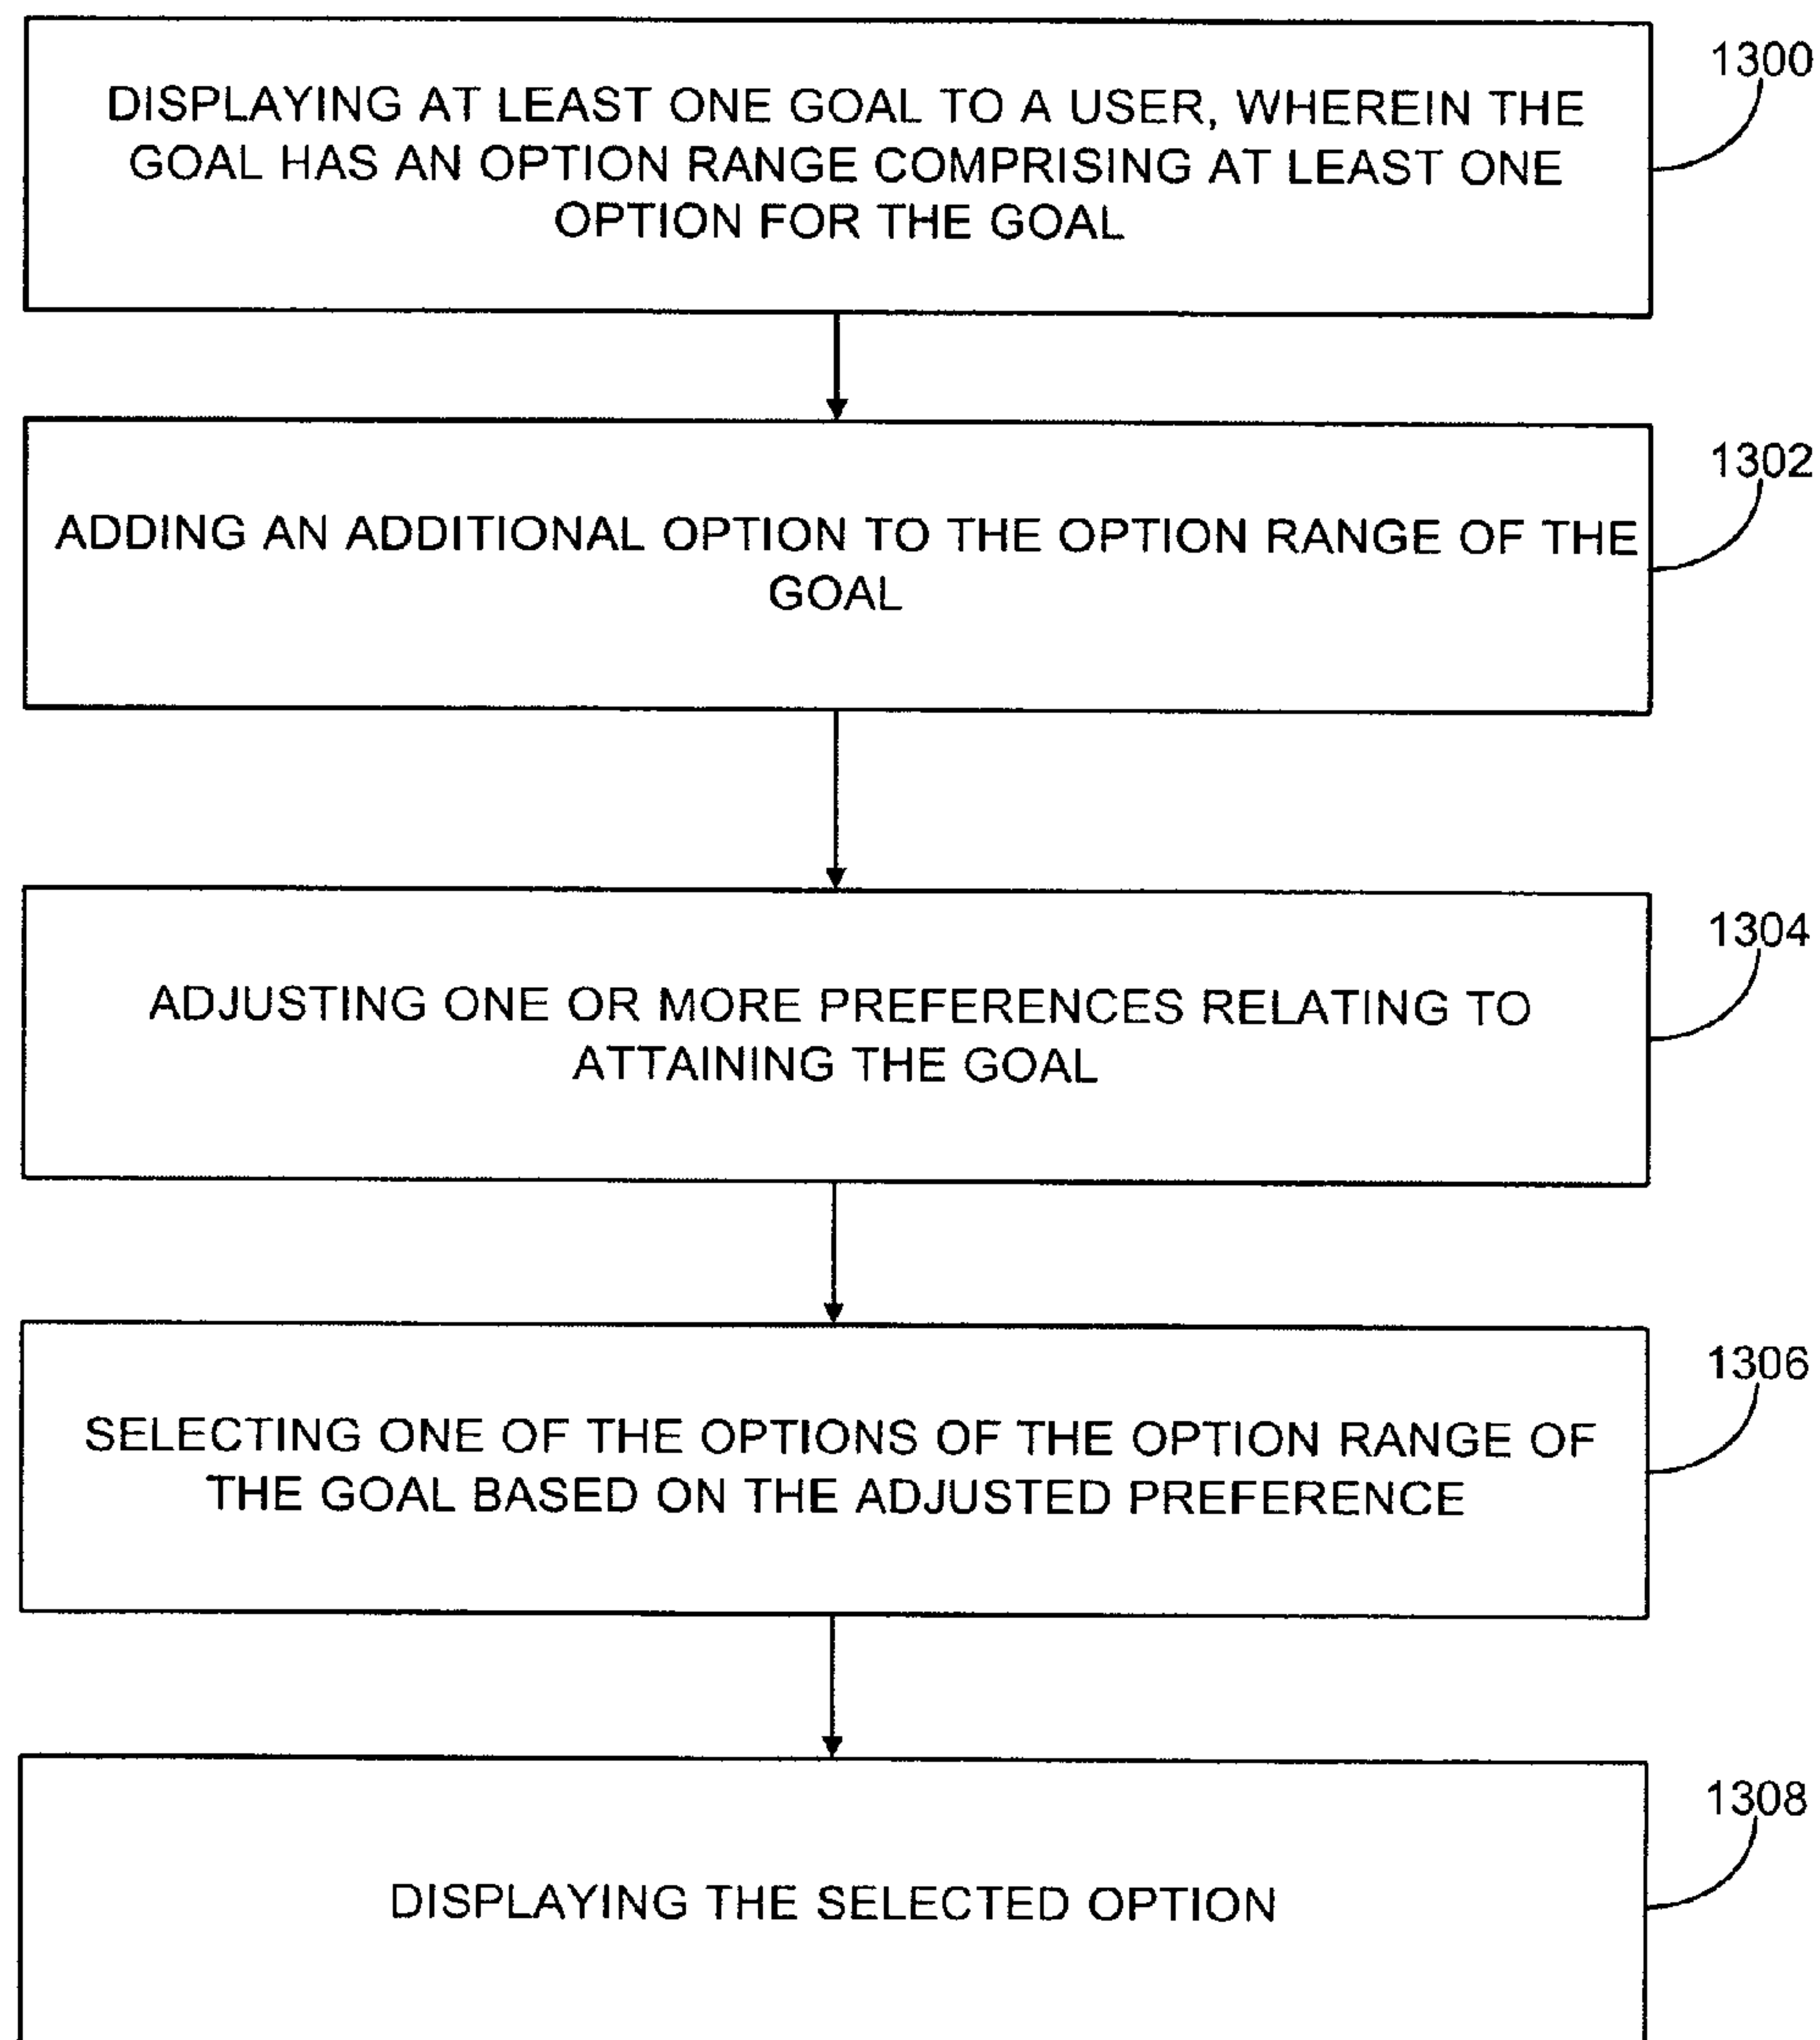 1300
DISPLAYING AT LEAST ONE GOAL TO A USER, WHEREIN THE
GOAL HAS AN OPTION RANGE COMPRISING AT LEAST ONE
OPTION FOR THE GOAL
1302
ADDING AN ADDITIONAL OPTION TO THE OPTION RANGE OF THE
GOAL
1304
ADJUSTING ONE OR MORE PREFERENCES RELATING TO
ATTAINING THE GOAL
1306
SELECTING ONE OF THE OPTIONS OF THE OPTION RANGE OF
THE GOAL BASED ON THE ADJUSTED PREFERENCE
1308
DISPLAYING THE SELECTED OPTION